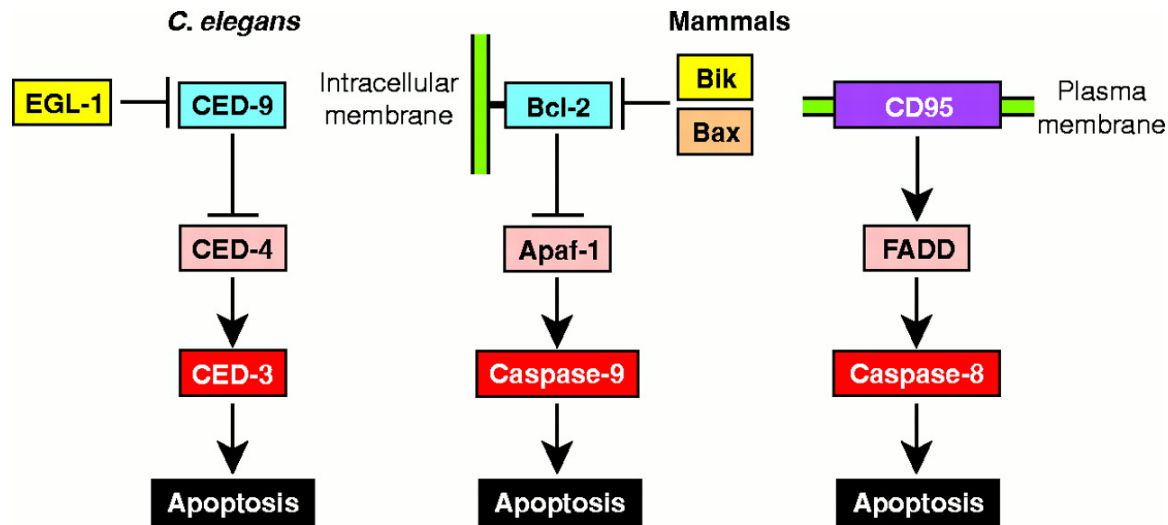 C. elegans
Mammals
EGL-1
CED-9
Intracellular
membrane
Bcl-2
Bik
Bax
CD95
Plasma
membrane
CED-4
Apaf-1
FADD
CED-3
Caspase-9
Caspase-8
Apoptosis
Apoptosis
Apoptosis